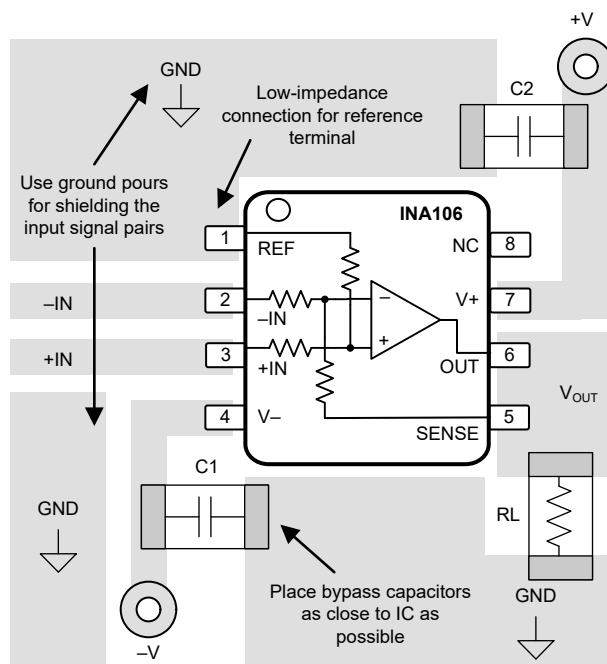 +V
GND
C2
Low-impedance
connection for reference
terminal
Use ground pours
for shielding the
input signal pairs
INA106
1
REF
NC
8
–IN
2
–IN
V+
7
–
+IN
3
+IN
+
OUT
6
4
V–
SENSE
5
VOUT
C1
GND
RL
Place bypass capacitors
as close to IC as
possible
GND
–V